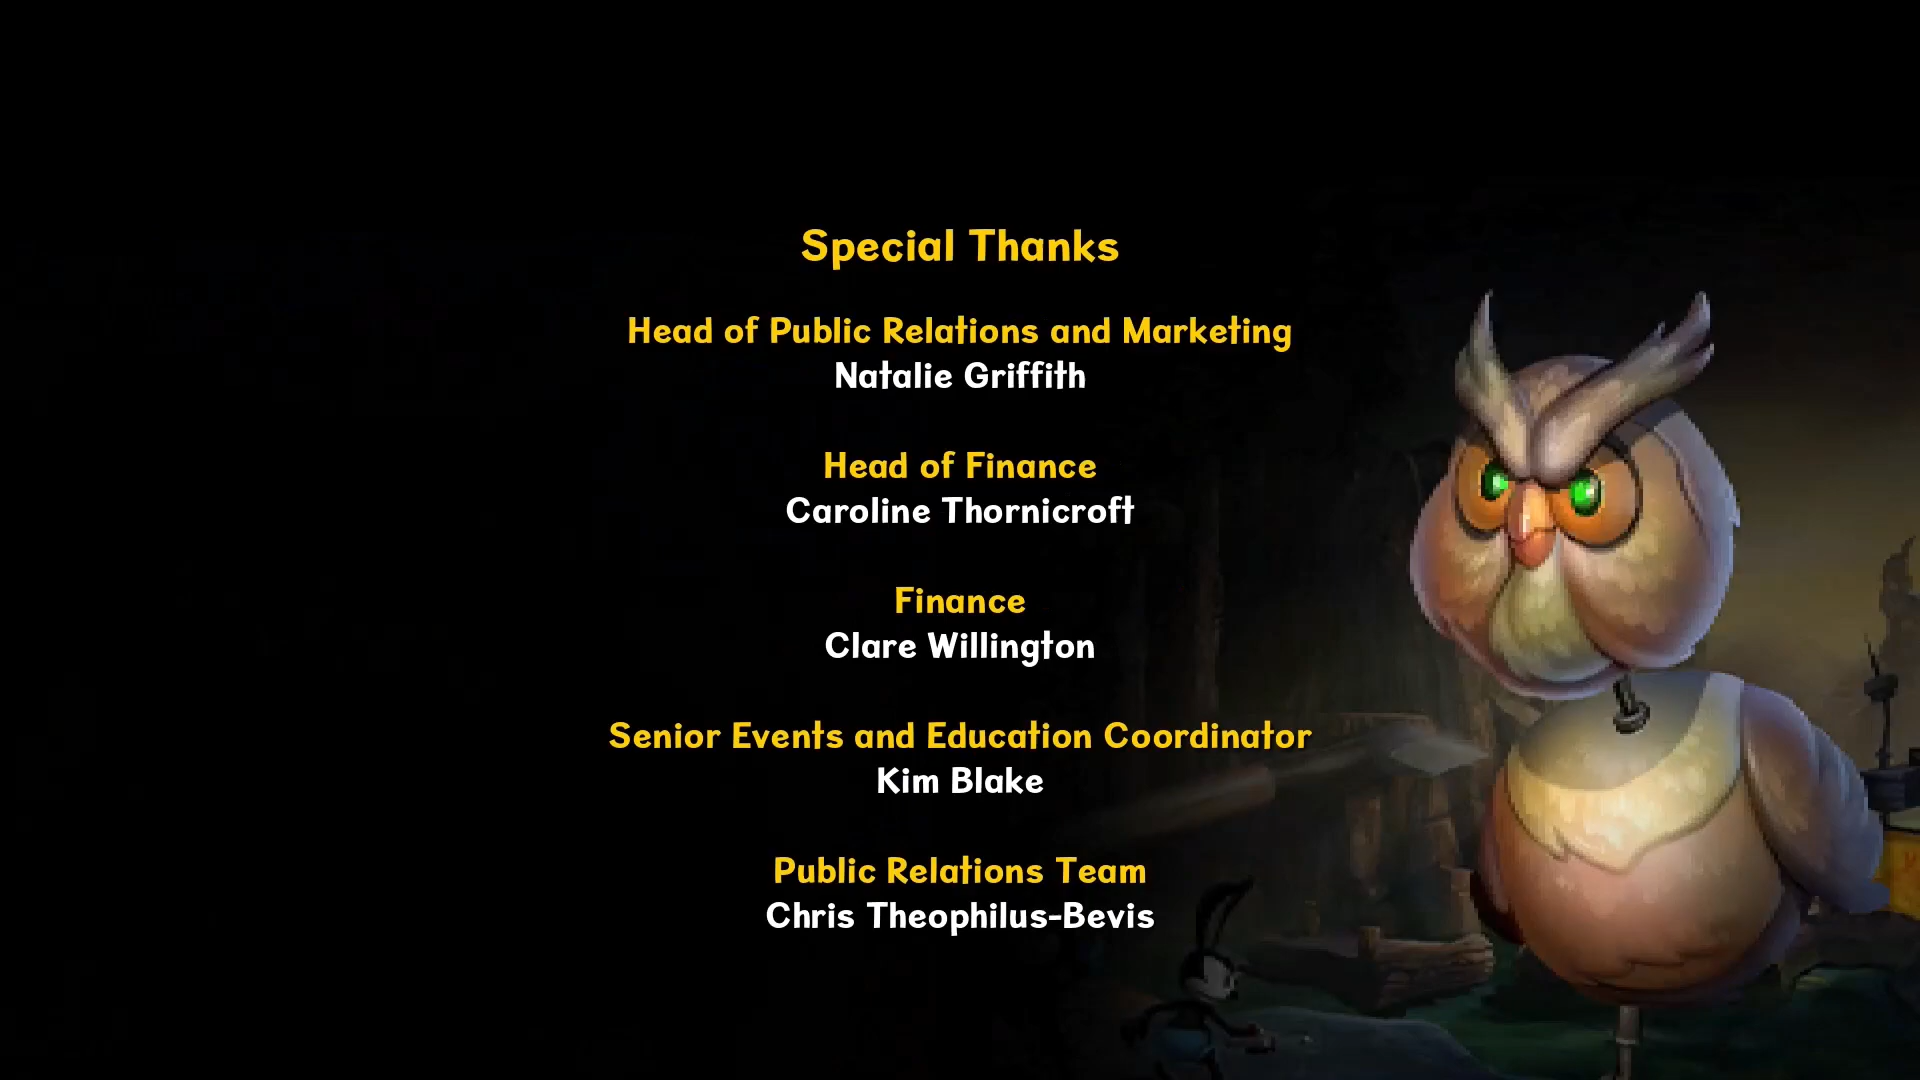 Special Thanks
Head of Public Relations and Marketing
Natalie Griffith
Head of Finance
Caroline Thornicroft
Finance
Clare Willington
Senior Events and Education Coordinator
Kim Blake
Public Relations Team
Chris Theophilus-Bevis